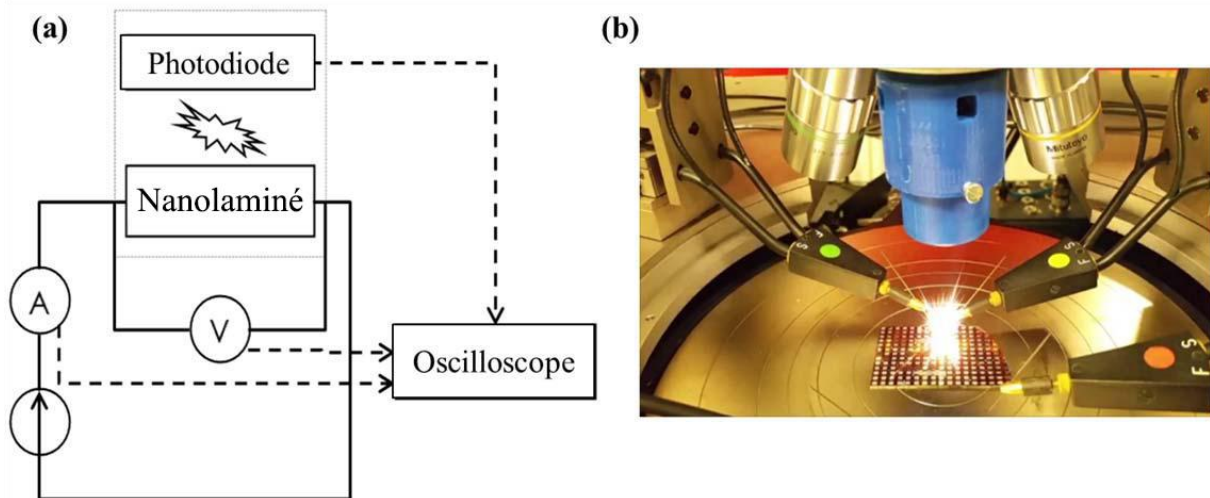 (a)
Photodiode
Nanolaminé
A
V
Oscilloscope
(b)
Mitutoyo
S
F
S
F
S
F